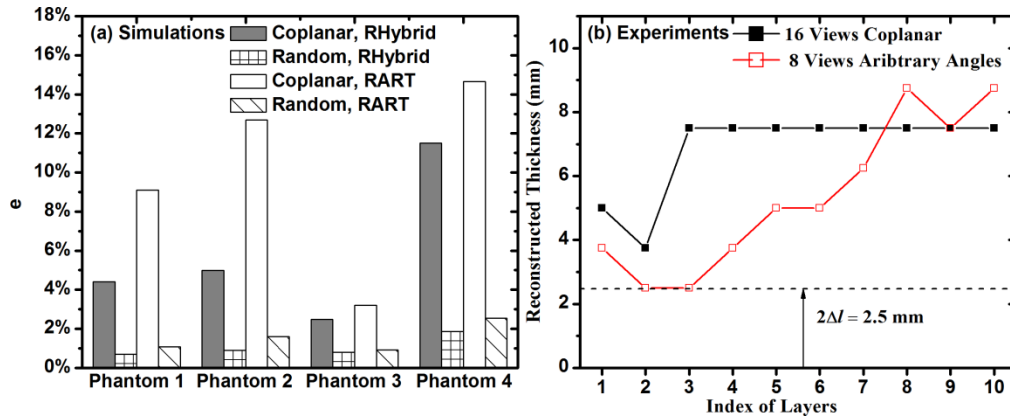 18%
16%
14%
12%
10%
8%
6%
4%
2%
0%
e
(a) Simulations
Coplanar, RHybrid
Random, RHybrid
Coplanar, RART
Random, RART
Phantom 1 Phantom 2 Phantom 3 Phantom 4
10
8
6
4
2
0
Reconstructed Thickness (mm)
(b) Experiments
16 Views Coplanar
8 Views Aribtrary Angles
2Δl = 2.5 mm
1 2 3 4 5 6 7 8 9 10
Index of Layers